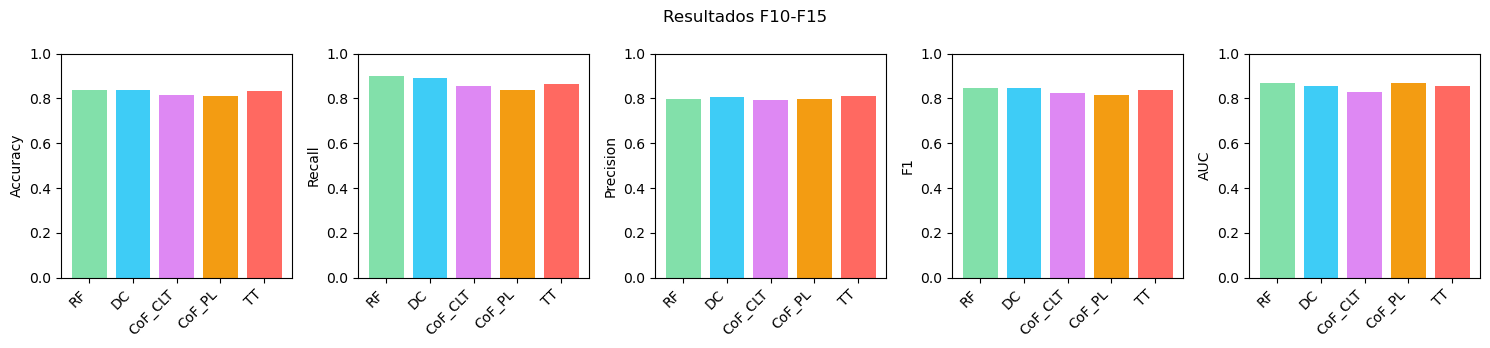 Resultados F10-F15
Accuracy
1.0
0.8
0.6
0.4
0.2
0.0
RF
DC
CoF_CLT
CoF_PL
TT
Recall
1.0
0.8
0.6
0.4
0.2
0.0
RF
DC
CoF_CLT
CoF_PL
TT
Precision
1.0
0.8
0.6
0.4
0.2
0.0
RF
DC
CoF_CLT
CoF_PL
TT
F1
1.0
0.8
0.6
0.4
0.2
0.0
RF
DC
CoF_CLT
CoF_PL
TT
AUC
1.0
0.8
0.6
0.4
0.2
0.0
RF
DC
CoF_CLT
CoF_PL
TT